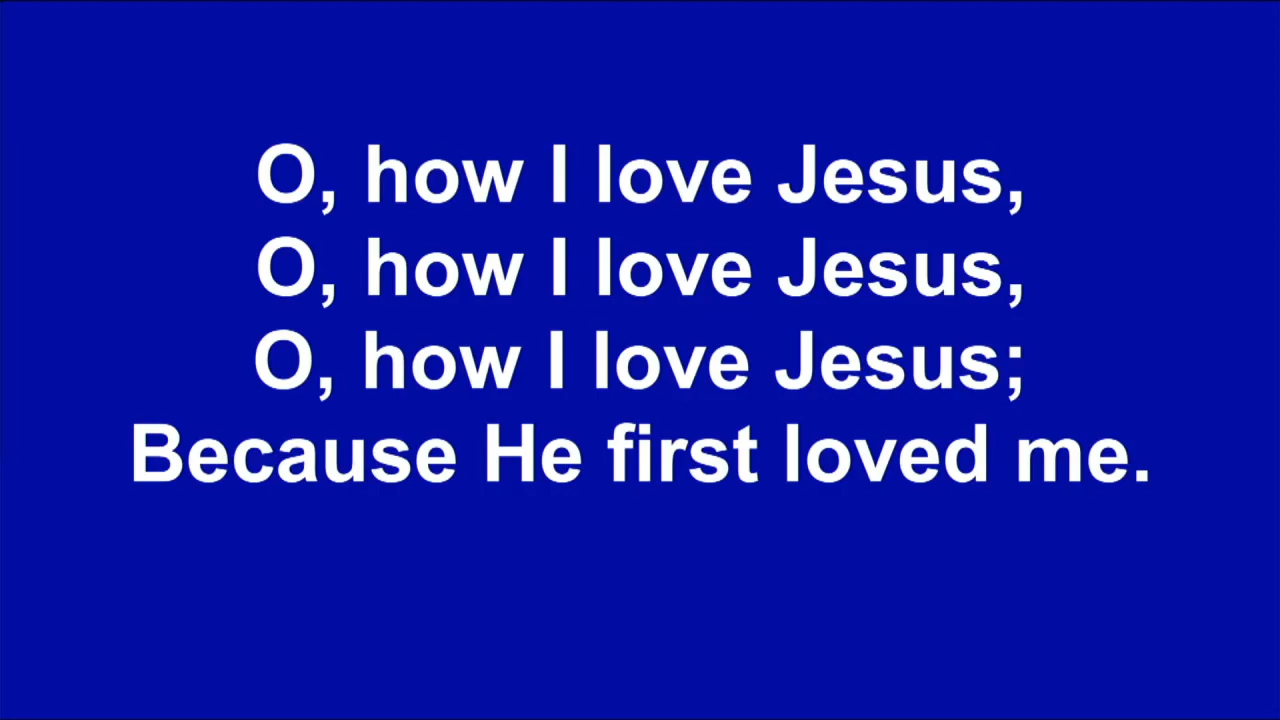 O, how I love Jesus,
O, how I love Jesus,
O, how I love Jesus;
Because He first loved me.